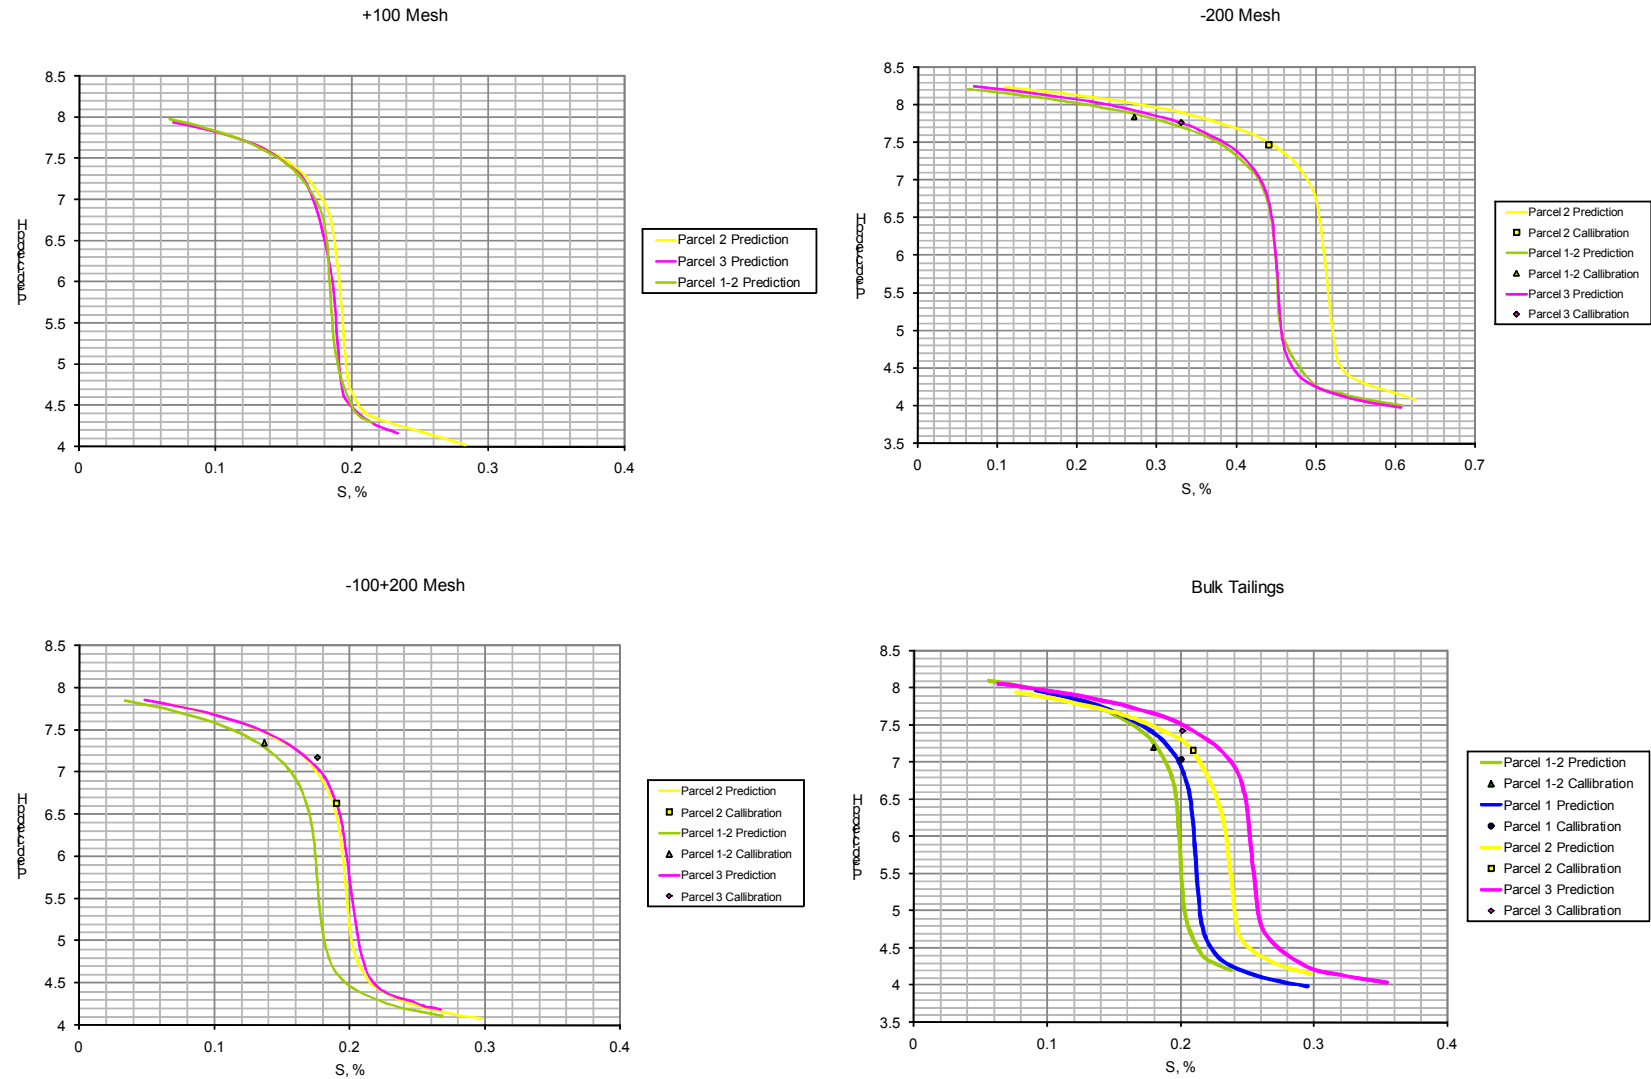 +100 Mesh
8.5
8
7.5
7
6.5
6
5.5
5
4.5
4
0
0.1
0.2
0.3
0.4
S, %
Parcel 2 Prediction
Parcel 3 Prediction
Parcel 1-2 Prediction
-200 Mesh
8.5
8
7.5
7
6.5
6
5.5
5
4.5
4
3.5
0
0.1
0.2
0.3
0.4
0.5
0.6
0.7
S, %
Parcel 2 Prediction
Parcel 2 Callibration
Parcel 1-2 Prediction
Parcel 1-2 Callibration
Parcel 3 Prediction
Parcel 3 Callibration
-100+200 Mesh
8.5
8
7.5
7
6.5
6
5.5
5
4.5
4
0
0.1
0.2
0.3
0.4
S, %
Parcel 2 Prediction
Parcel 2 Callibration
Parcel 1-2 Prediction
Parcel 1-2 Callibration
Parcel 3 Prediction
Parcel 3 Callibration
Bulk Tailings
8.5
8
7.5
7
6.5
6
5.5
5
4.5
4
3.5
0
0.1
0.2
0.3
0.4
S, %
Parcel 1-2 Prediction
Parcel 1-2 Callibration
Parcel 1 Prediction
Parcel 1 Callibration
Parcel 2 Prediction
Parcel 2 Callibration
Parcel 3 Prediction
Parcel 3 Callibration